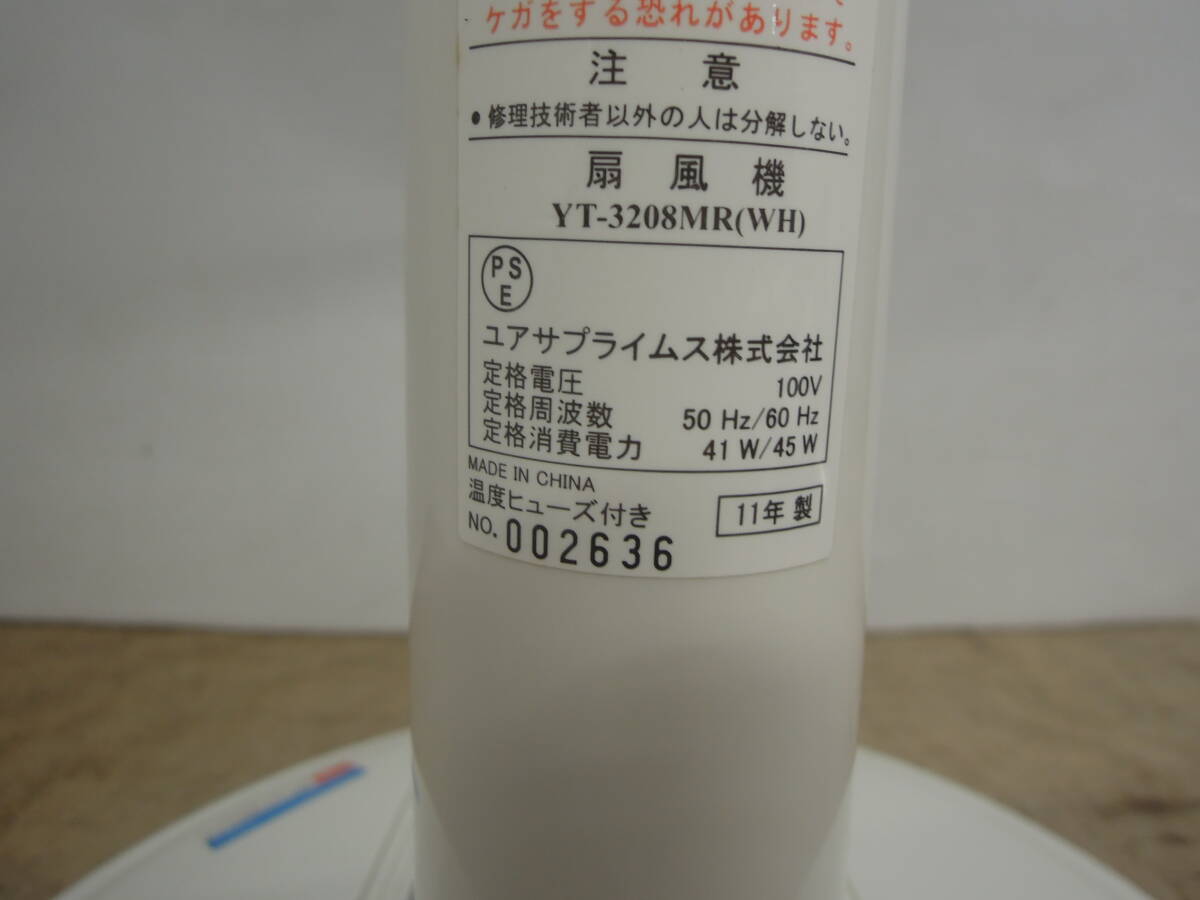 ケガをする恐れがあります。
注 意
●修理技術者以外の人は分解しない。
扇 風 機
YT-3208MR(WH)
PS
E
ユアサプライムス株式会社
定格電圧 100V
定格周波数 50 Hz/60 Hz
定格消費電力 41 W/45 W
MADE IN CHINA
温度ヒューズ付き 11年 製
NO. 002636